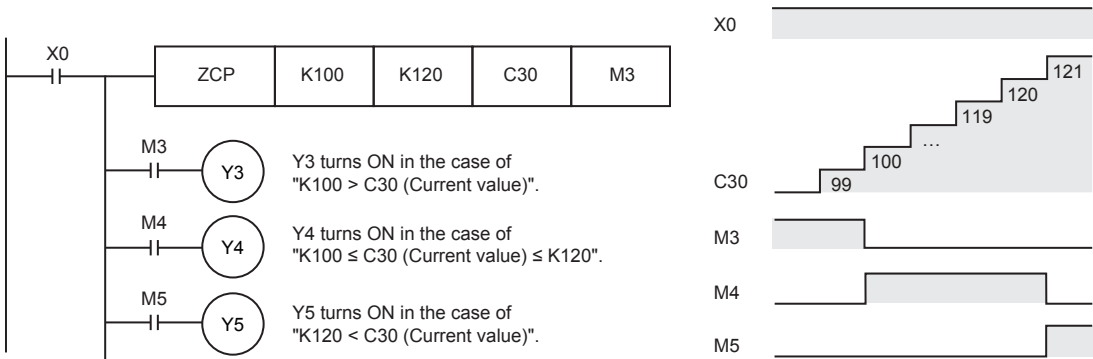 X0
ZCP K100 K120 C30 M3
M3
Y3
Y3 turns ON in the case of
"K100 > C30 (Current value)".
M4
Y4
Y4 turns ON in the case of
"K100 ≤ C30 (Current value) ≤ K120".
M5
Y5
Y5 turns ON in the case of
"K120 < C30 (Current value)".
X0
121
120
119
…
100
99
C30
M3
M4
M5